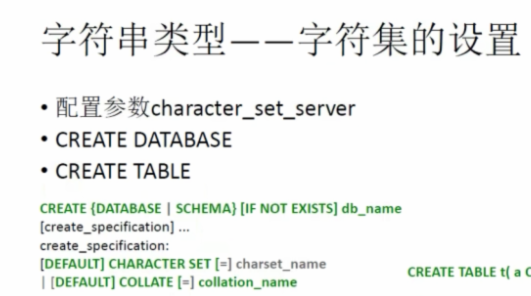 字符串类型——字符集的设置
• 配置参数character_set_server
• CREATE DATABASE
• CREATE TABLE
CREATE {DATABASE | SCHEMA} [IF NOT EXISTS] db_name
[create_specification] ...
create_specification:
[DEFAULT] CHARACTER SET [=] charset_name
| [DEFAULT] COLLATE [=] collation_name
CREATE TABLE t( a